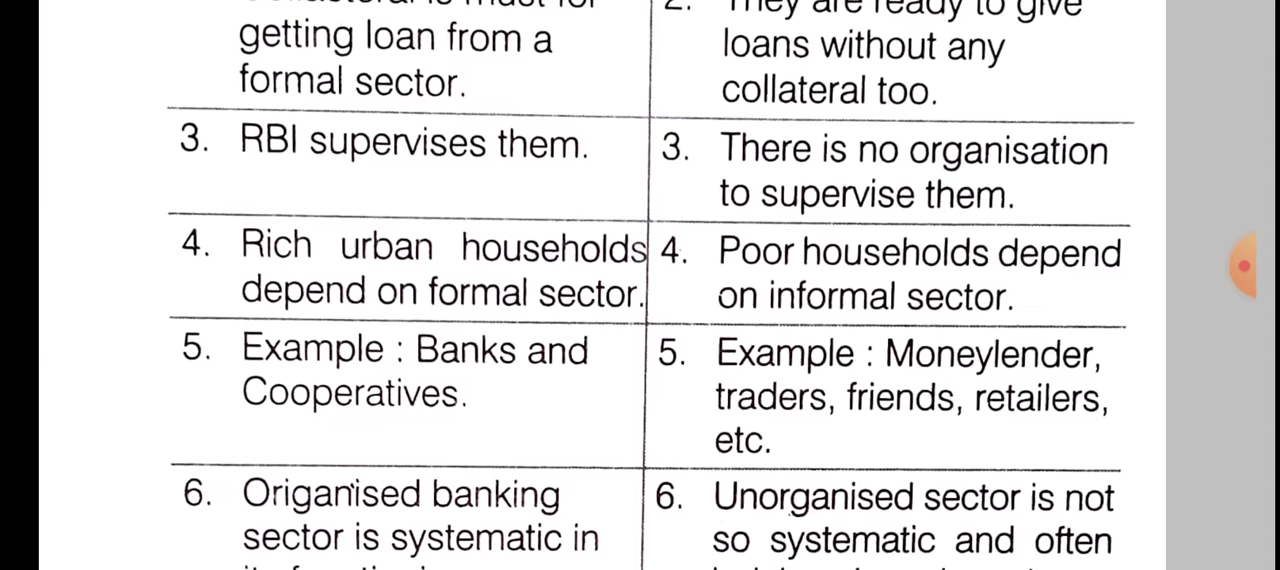 getting loan from a
formal sector.
2. They are ready to give
loans without any
collateral too.
3. RBI supervises them.
3. There is no organisation
to supervise them.
4. Rich urban households
depend on formal sector.
4. Poor households depend
on informal sector.
5. Example : Banks and
Cooperatives.
5. Example : Moneylender,
traders, friends, retailers,
etc.
6. Origanised banking
sector is systematic in
6. Unorganised sector is not
so systematic and often